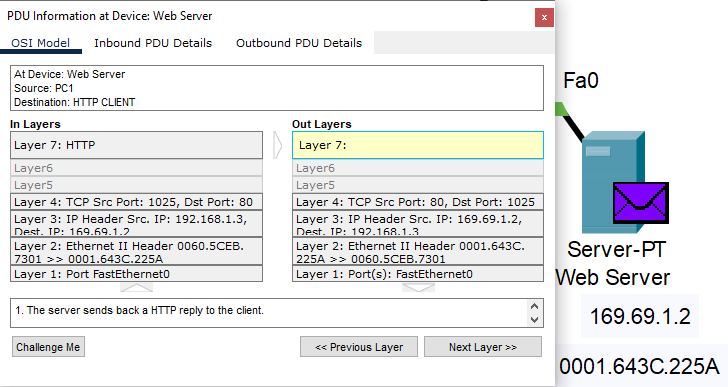 PDU Information at Device: Web Server
x
OSI Model Inbound PDU Details Outbound PDU Details
At Device: Web Server
Source: PC1
Destination: HTTP CLIENT
In Layers
Layer 7: HTTP
Layer6
Layer5
Layer 4: TCP Src Port: 1025, Dst Port: 80
Layer 3: IP Header Src. IP: 192.168.1.3,
Dest. IP: 169.69.1.2
Layer 2: Ethernet II Header 0060.5CEB.
7301 >> 0001.643C.225A
Layer 1: Port FastEthernet0
Out Layers
Layer 7:
Layer6
Layer5
Layer 4: TCP Src Port: 80, Dst Port: 1025
Layer 3: IP Header Src. IP: 169.69.1.2,
Dest. IP: 192.168.1.3
Layer 2: Ethernet II Header 0001.643C.
225A >> 0060.5CEB.7301
Layer 1: Port(s): FastEthernet0
1. The server sends back a HTTP reply to the client.
Challenge Me
<< Previous Layer
Next Layer >>
Fa0
Server-PT
Web Server
169.69.1.2
0001.643C.225A